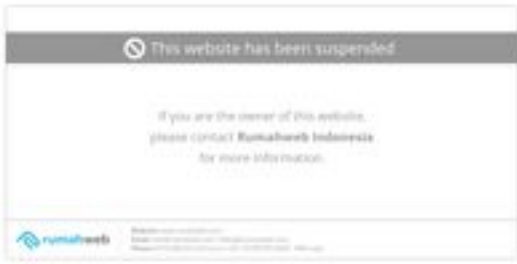 This website has been suspended
If you are the owner of this website,
please contact Rumahweb Indonesia
for more information.
rumahweb